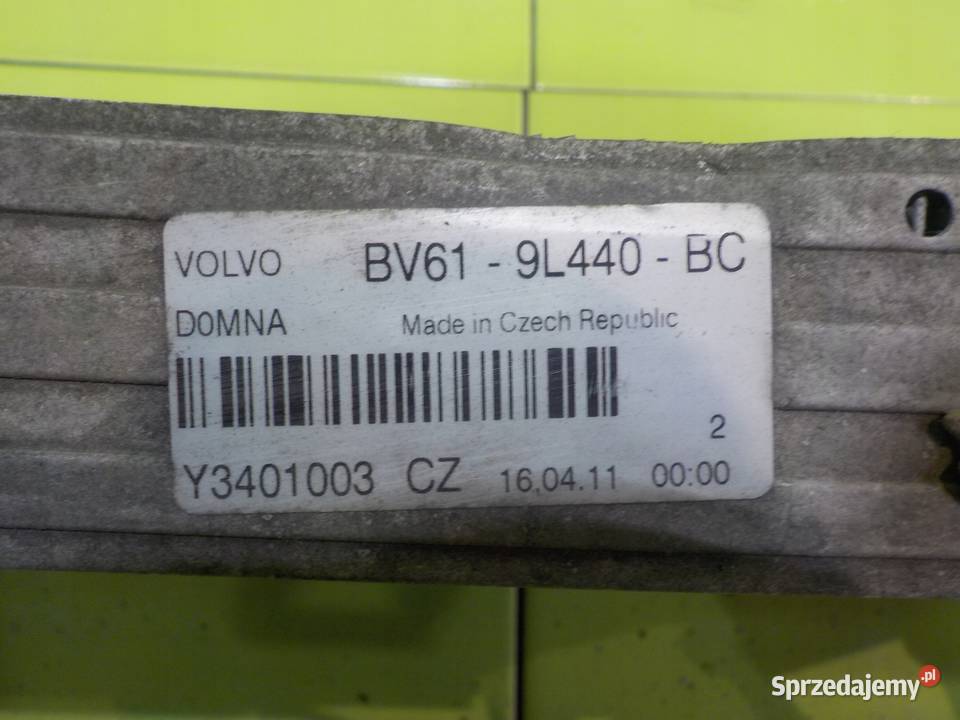 VOLVO BV61 - 9L440 - BC
D0MNA Made in Czech Republic
2
Y3401003 CZ 16,04.11 00:00
Sprzedajemy.pl